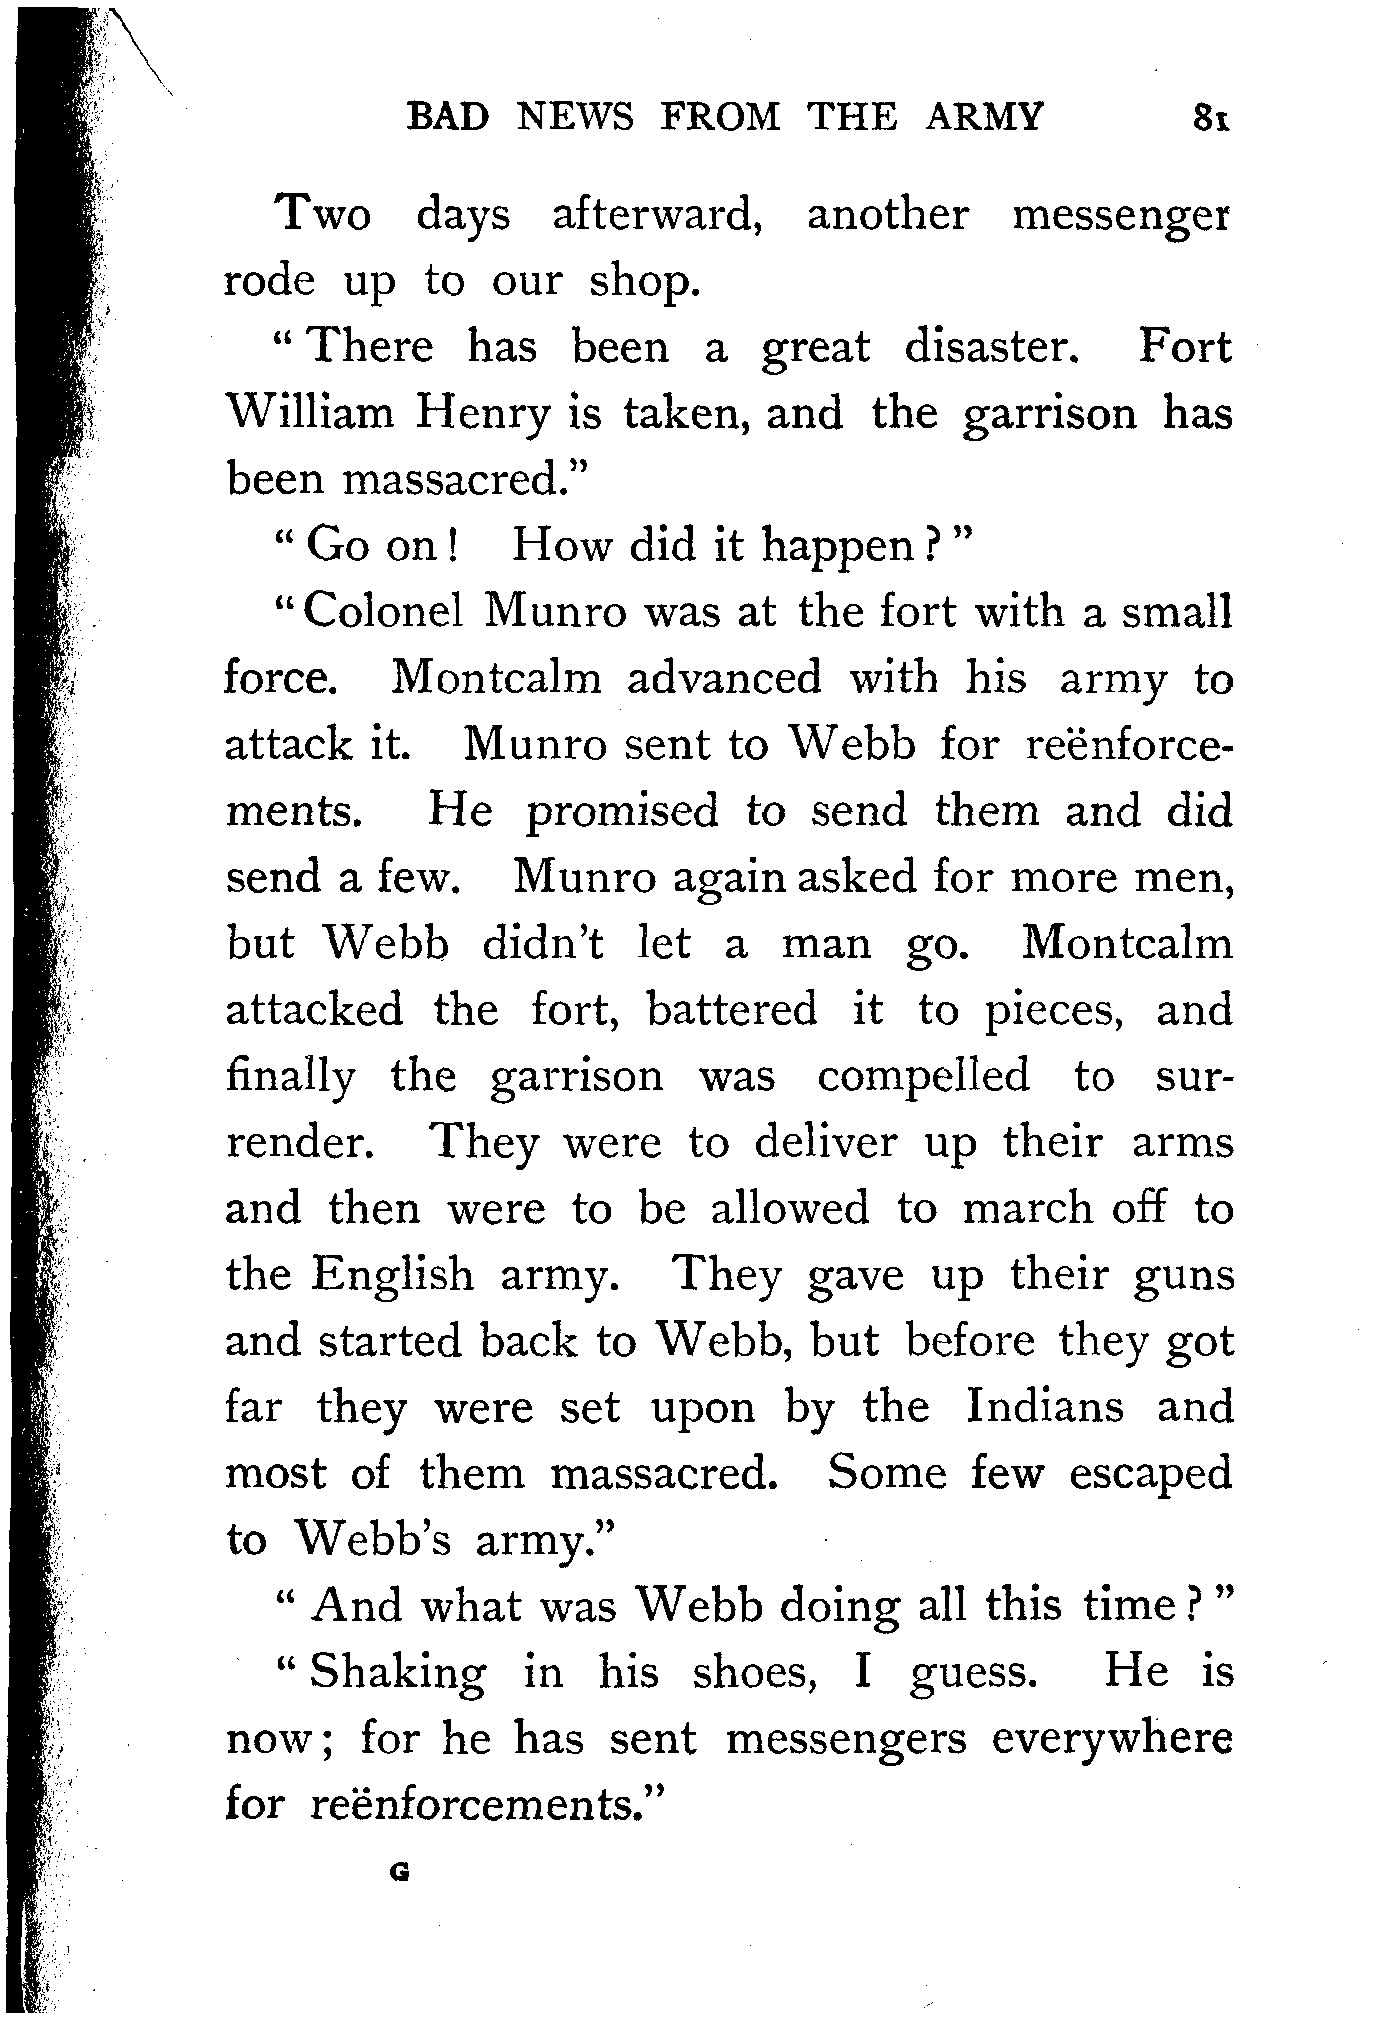 BAD NEWS FROM THE ARMY 81
Two days afterward, another messenger
rode up to our shop.
“There has been a great disaster. Fort
William Henry is taken, and the garrison has
been massacred.”
“Go on! How did it happen?”
“Colonel Munro was at the fort with a small
force. Montcalm advanced with his army to
attack it. Munro sent to Webb for reënforce-
ments. He promised to send them and did
send a few. Munro again asked for more men,
but Webb didn't let a man go. Montcalm
attacked the fort, battered it to pieces, and
finally the garrison was compelled to sur-
render. They were to deliver up their arms
and then were to be allowed to march off to
the English army. They gave up their guns
and started back to Webb, but before they got
far they were set upon by the Indians and
most of them massacred. Some few escaped
to Webb's army.”
“And what was Webb doing all this time?”
“Shaking in his shoes, I guess. He is
now; for he has sent messengers everywhere
for reënforcements.”
G